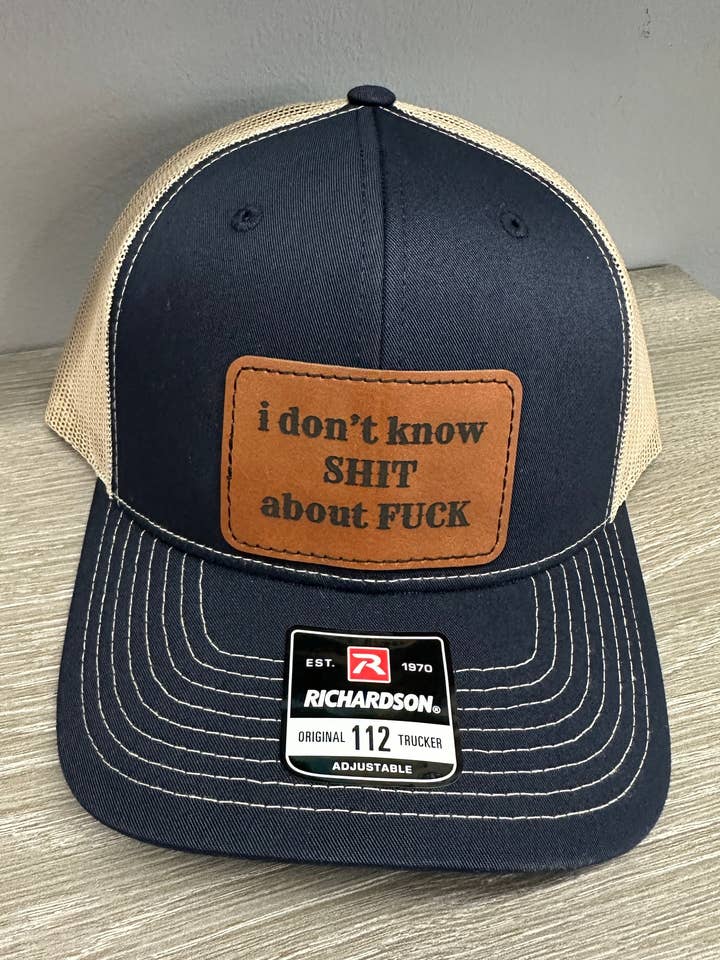 i don't know
SHIT
about FUCK
EST. R 1970
RICHARDSON®
ORIGINAL 112 TRUCKER
ADJUSTABLE